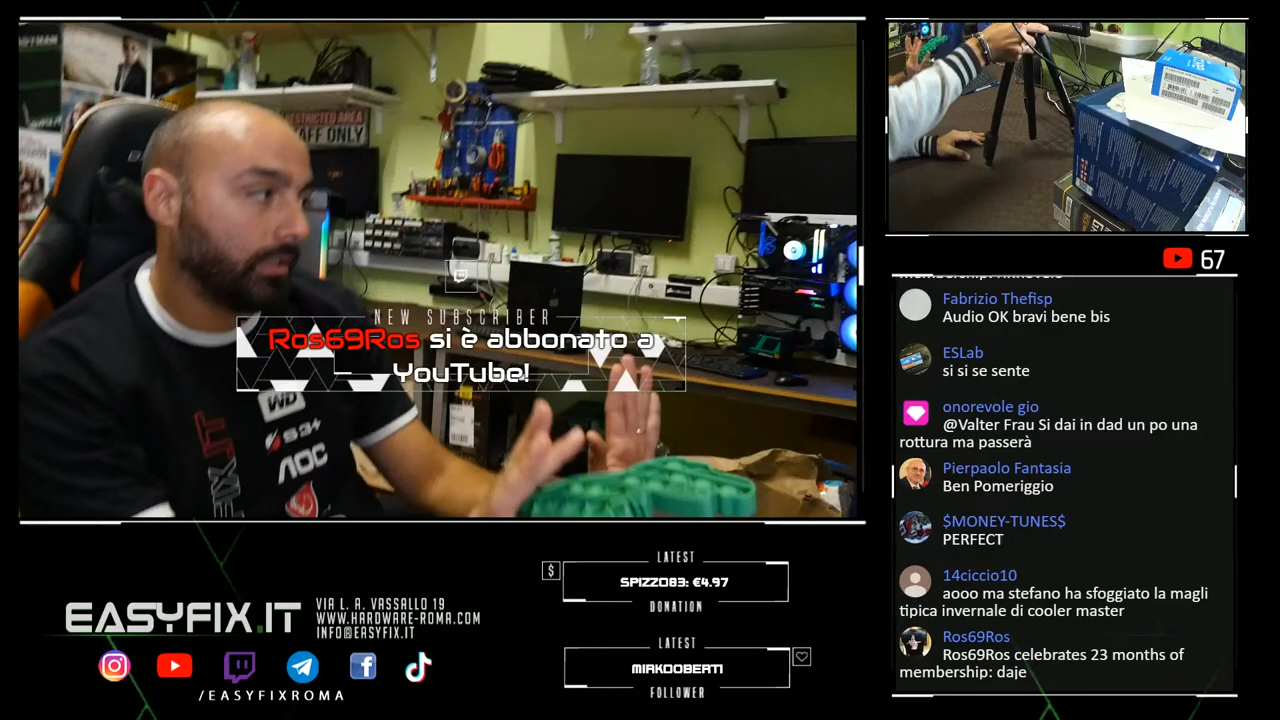 RESTRICTED AREA
STAFF ONLY
NEW SUBSCRIBER
Ros69Ros si è abbonato a
YouTube!
WD
S3+
AOC
67
Fabrizio Thefisp
Audio OK bravi bene bis
ESLab
si si se sente
onorevole gio
@Valter Frau Si dai in dad un po una
rottura ma passerà
Pierpaolo Fantasia
Ben Pomeriggio
$MONEY-TUNES$
PERFECT
14ciccio10
aooo ma stefano ha sfoggiato la magli
tipica invernale di cooler master
Ros69Ros
Ros69Ros celebrates 23 months of
membership: daje
EASYFIX.IT
VIA L. A. VASSALLO 19
WWW.HARDWARE-ROMA.COM
INFO@EASYFIX.IT
/EASYFIXROMA
LATEST
$
SPIZZO83: €4.97
DONATION
LATEST
MIRKOOBERTI
FOLLOWER